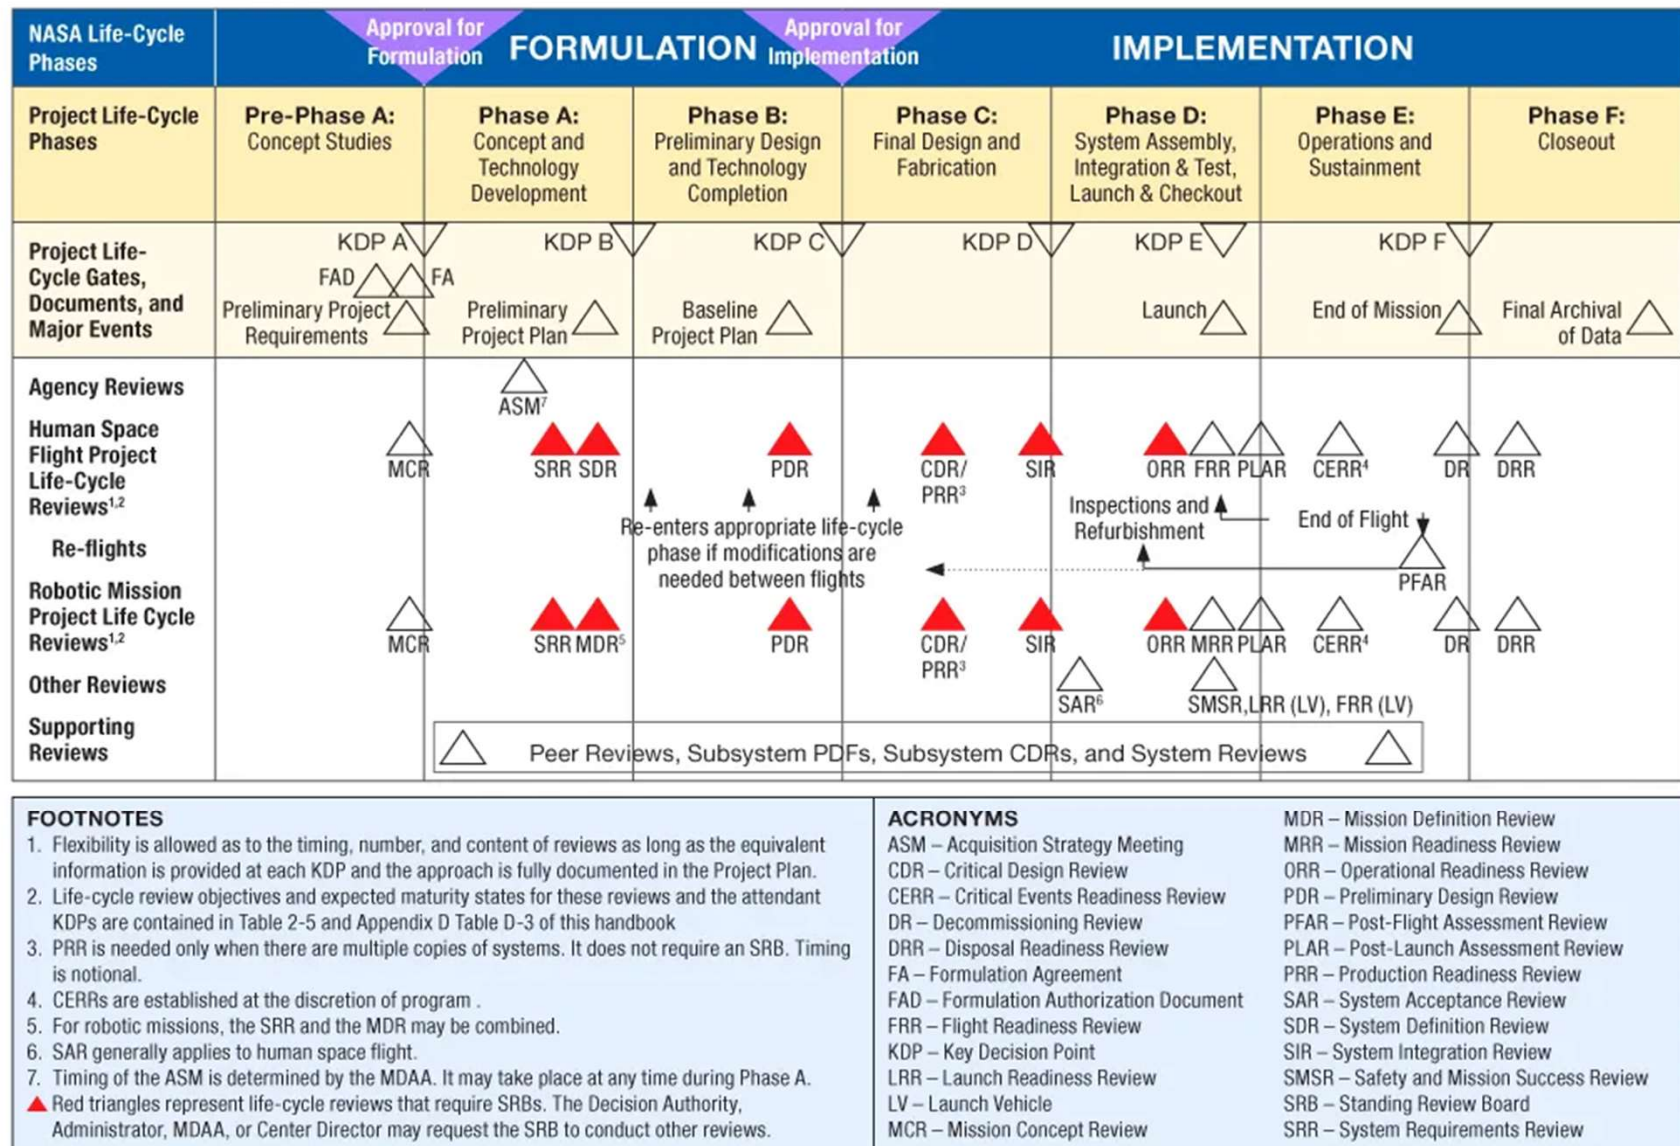 NASA Life-Cycle
Phases
Approval for
Formulation
FORMULATION
Approval for
Implementation
IMPLEMENTATION
Project Life-Cycle
Phases
Pre-Phase A:
Concept Studies
Phase A:
Concept and
Technology
Development
Phase B:
Preliminary Design
and Technology
Completion
Phase C:
Final Design and
Fabrication
Phase D:
System Assembly,
Integration & Test,
Launch & Checkout
Phase E:
Operations and
Sustainment
Phase F:
Closeout
Project Life-
Cycle Gates,
Documents, and
Major Events
KDP A
FAD
FA
Preliminary Project
Requirements
KDP B
Preliminary
Project Plan
KDP C
Baseline
Project Plan
KDP D
KDP E
Launch
KDP F
End of Mission
Final Archival
of Data
Agency Reviews
ASM7
Human Space
Flight Project
Life-Cycle
Reviews1,2
MCR
SRR SDR
PDR
CDR/
PRR3
SIR
ORR FRR PLAR
CERR4
DR
DRR
Re-flights
Re-enters appropriate life-cycle
phase if modifications are
needed between flights
Inspections and
Refurbishment
End of Flight
PFAR
Robotic Mission
Project Life Cycle
Reviews1,2
MCR
SRR MDR5
PDR
CDR/
PRR3
SIR
ORR MRR PLAR
CERR4
DR
DRR
Other Reviews
SAR6
SMSR,LRR (LV), FRR (LV)
Supporting
Reviews
Peer Reviews, Subsystem PDFs, Subsystem CDRs, and System Reviews
FOOTNOTES
1. Flexibility is allowed as to the timing, number, and content of reviews as long as the equivalent
information is provided at each KDP and the approach is fully documented in the Project Plan.
2. Life-cycle review objectives and expected maturity states for these reviews and the attendant
KDPs are contained in Table 2-5 and Appendix D Table D-3 of this handbook
3. PRR is needed only when there are multiple copies of systems. It does not require an SRB. Timing
is notional.
4. CERRs are established at the discretion of program .
5. For robotic missions, the SRR and the MDR may be combined.
6. SAR generally applies to human space flight.
7. Timing of the ASM is determined by the MDAA. It may take place at any time during Phase A.
Red triangles represent life-cycle reviews that require SRBs. The Decision Authority,
Administrator, MDAA, or Center Director may request the SRB to conduct other reviews.
ACRONYMS
ASM – Acquisition Strategy Meeting
CDR – Critical Design Review
CERR – Critical Events Readiness Review
DR – Decommissioning Review
DRR – Disposal Readiness Review
FA – Formulation Agreement
FAD – Formulation Authorization Document
FRR – Flight Readiness Review
KDP – Key Decision Point
LRR – Launch Readiness Review
LV – Launch Vehicle
MCR – Mission Concept Review
MDR – Mission Definition Review
MRR – Mission Readiness Review
ORR – Operational Readiness Review
PDR – Preliminary Design Review
PFAR – Post-Flight Assessment Review
PLAR – Post-Launch Assessment Review
PRR – Production Readiness Review
SAR – System Acceptance Review
SDR – System Definition Review
SIR – System Integration Review
SMSR – Safety and Mission Success Review
SRB – Standing Review Board
SRR – System Requirements Review